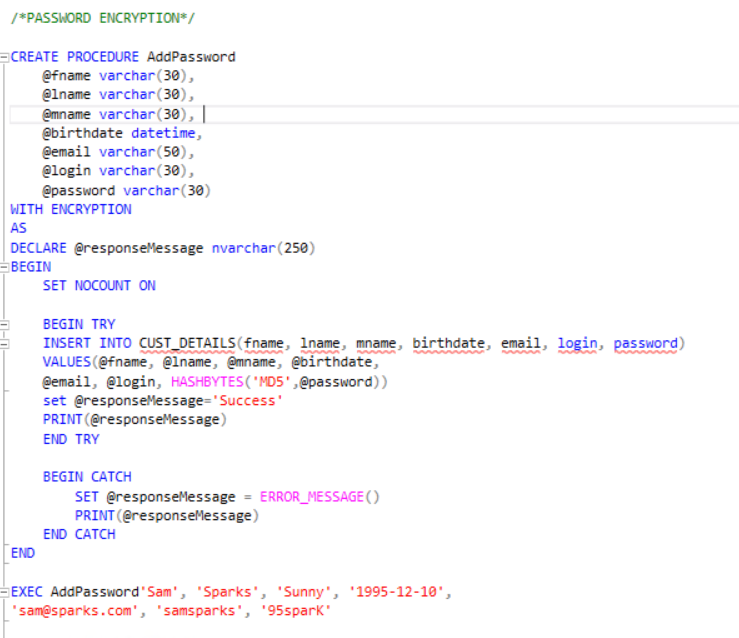 /*PASSWORD ENCRYPTION*/
CREATE PROCEDURE AddPassword
@fname varchar(30),
@lname varchar(30),
@mname varchar(30),
@birthdate datetime,
@email varchar(50),
@login varchar(30),
@password varchar(30)
WITH ENCRYPTION
AS
DECLARE @responseMessage nvarchar(250)
BEGIN
SET NOCOUNT ON
BEGIN TRY
INSERT INTO CUST_DETAILS(fname, lname, mname, birthdate, email, login, password)
VALUES(@fname, @lname, @mname, @birthdate,
@email, @login, HASHBYTES('MD5',@password))
set @responseMessage='Success'
PRINT(@responseMessage)
END TRY
BEGIN CATCH
SET @responseMessage = ERROR_MESSAGE()
PRINT(@responseMessage)
END CATCH
END
EXEC AddPassword'Sam', 'Sparks', 'Sunny', '1995-12-10',
'sam@sparks.com', 'samsparks', '95sparK'